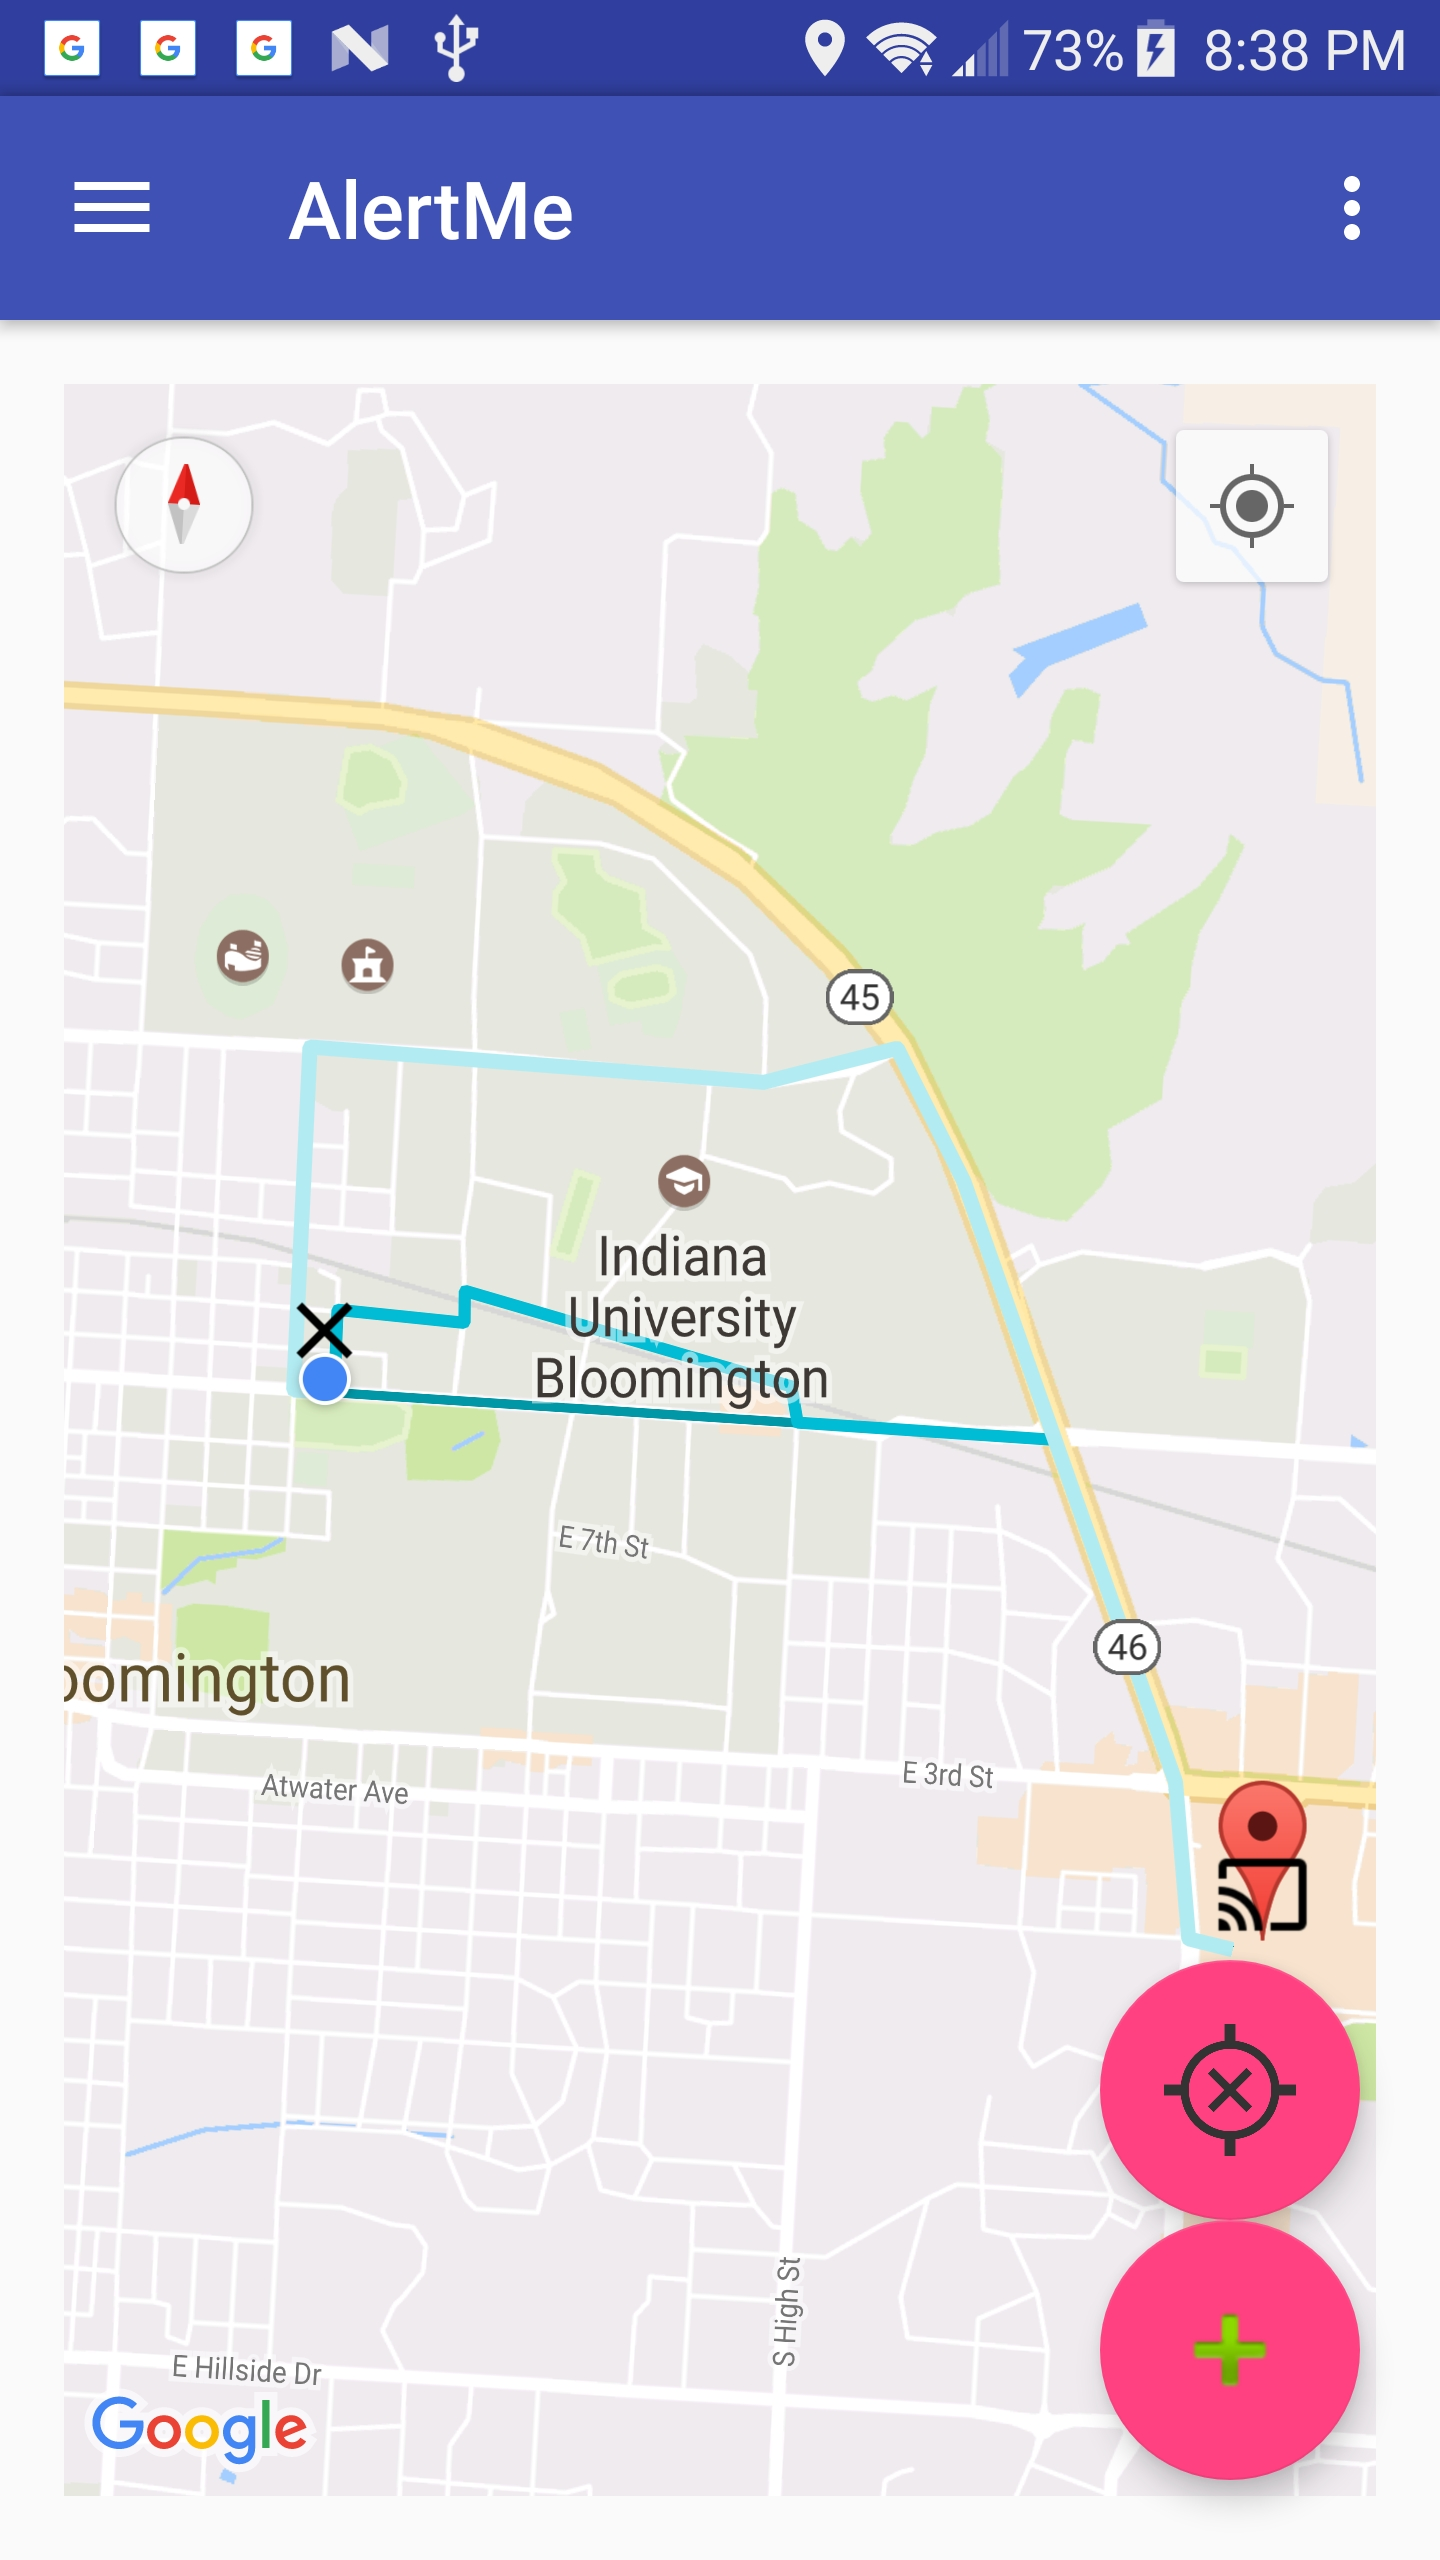 73% 8:38 PM
AlertMe
45
Indiana
University
Bloomington
E 7th St
46
oomington
E 3rd St
Atwater Ave
S High St
E Hillside Dr
Google